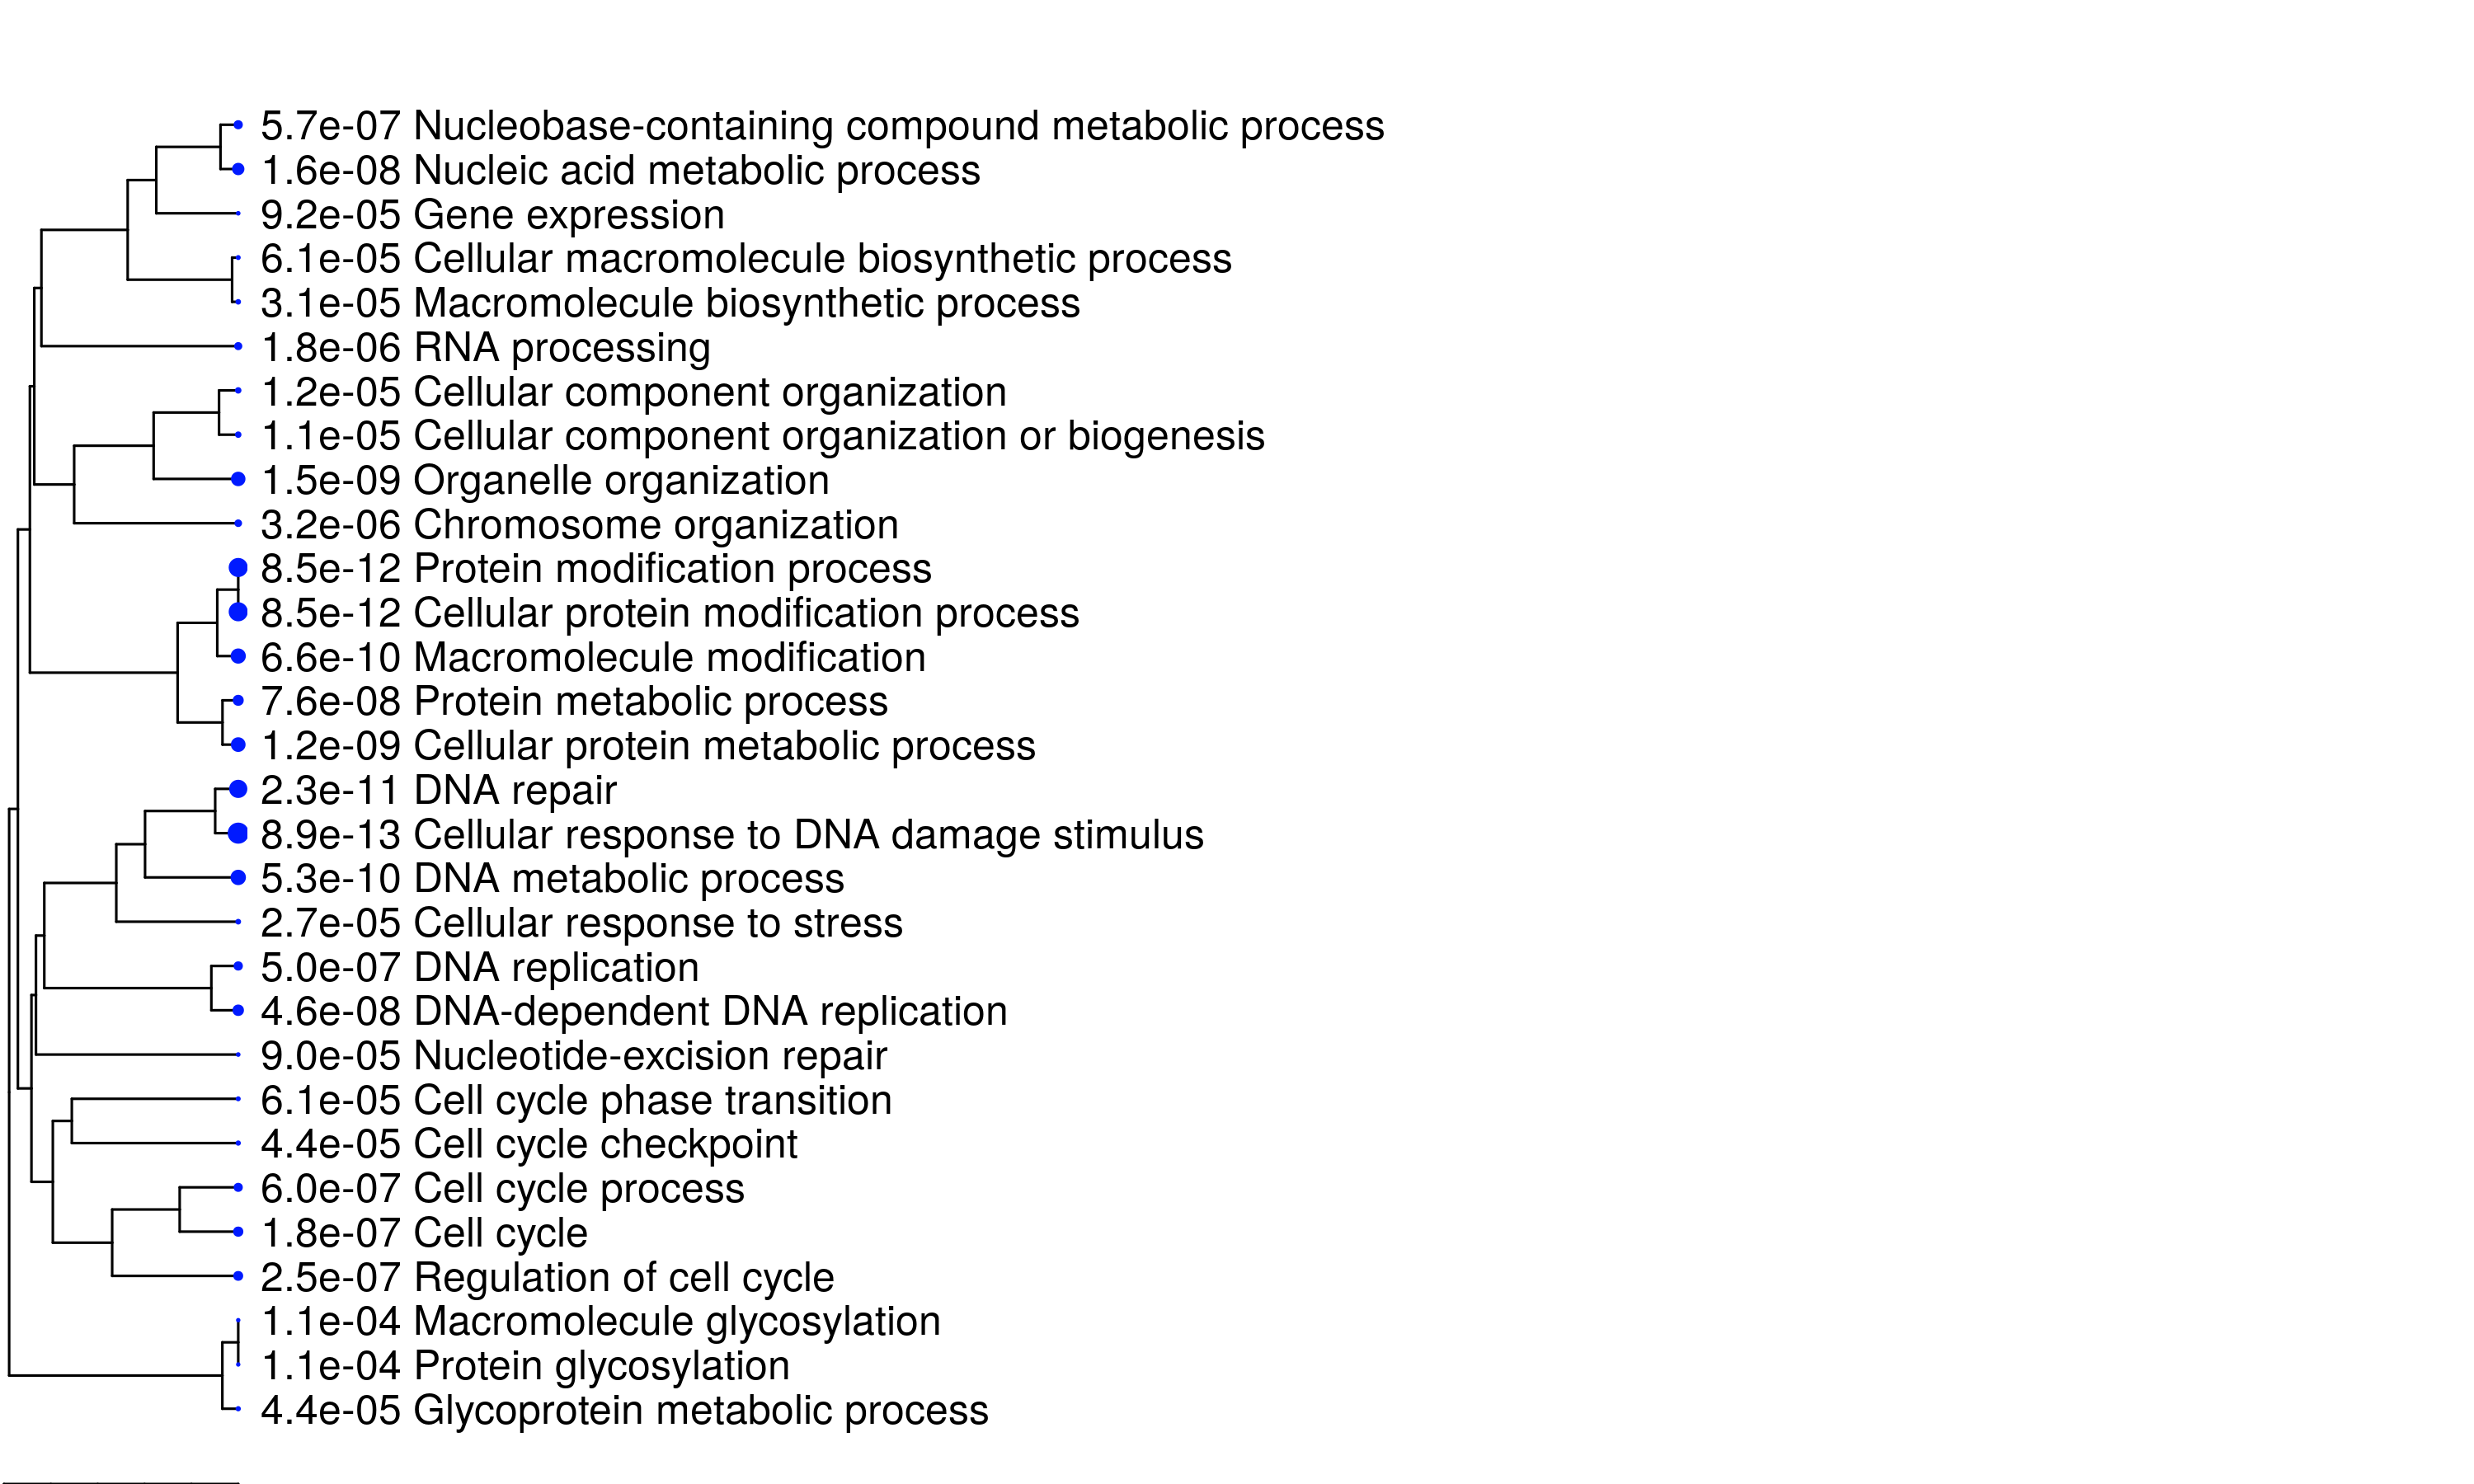 5.7e-07 Nucleobase-containing compound metabolic process
1.6e-08 Nucleic acid metabolic process
9.2e-05 Gene expression
6.1e-05 Cellular macromolecule biosynthetic process
3.1e-05 Macromolecule biosynthetic process
1.8e-06 RNA processing
1.2e-05 Cellular component organization
1.1e-05 Cellular component organization or biogenesis
1.5e-09 Organelle organization
3.2e-06 Chromosome organization
8.5e-12 Protein modification process
8.5e-12 Cellular protein modification process
6.6e-10 Macromolecule modification
7.6e-08 Protein metabolic process
1.2e-09 Cellular protein metabolic process
2.3e-11 DNA repair
8.9e-13 Cellular response to DNA damage stimulus
5.3e-10 DNA metabolic process
2.7e-05 Cellular response to stress
5.0e-07 DNA replication
4.6e-08 DNA-dependent DNA replication
9.0e-05 Nucleotide-excision repair
6.1e-05 Cell cycle phase transition
4.4e-05 Cell cycle checkpoint
6.0e-07 Cell cycle process
1.8e-07 Cell cycle
2.5e-07 Regulation of cell cycle
1.1e-04 Macromolecule glycosylation
1.1e-04 Protein glycosylation
4.4e-05 Glycoprotein metabolic process